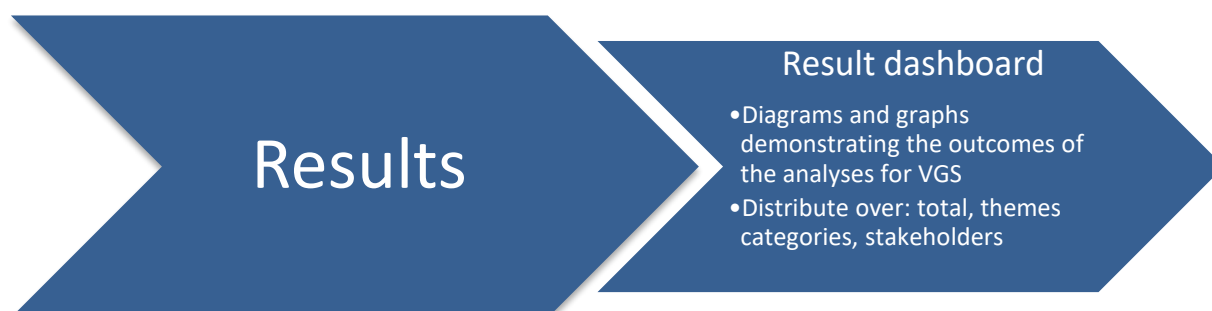 Results
Result dashboard
•Diagrams and graphs
demonstrating the outcomes of
the analyses for VGS
•Distribute over: total, themes
categories, stakeholders